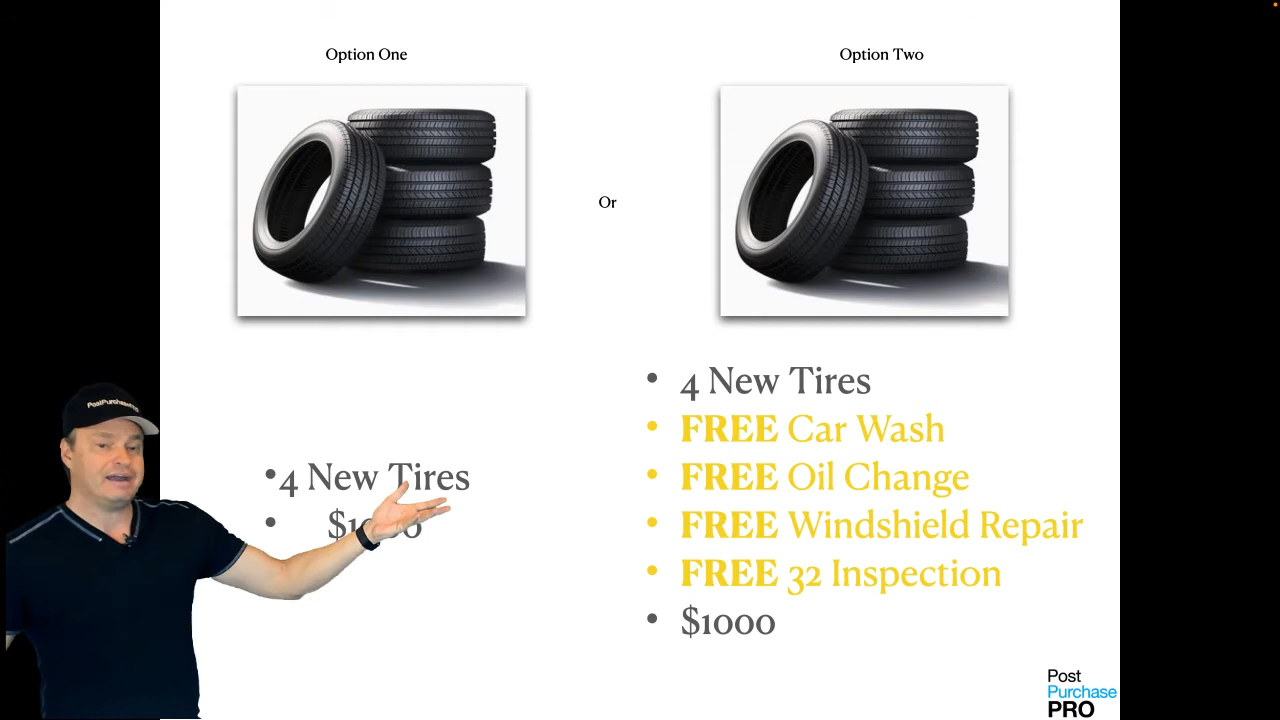 Option One
Option Two
Or
• 4 New Tires
• FREE Car Wash
• FREE Oil Change
• FREE Windshield Repair
• FREE 32 Inspection
• $1000
•4 New Tires
PostPurchasePRO
Post
Purchase
PRO